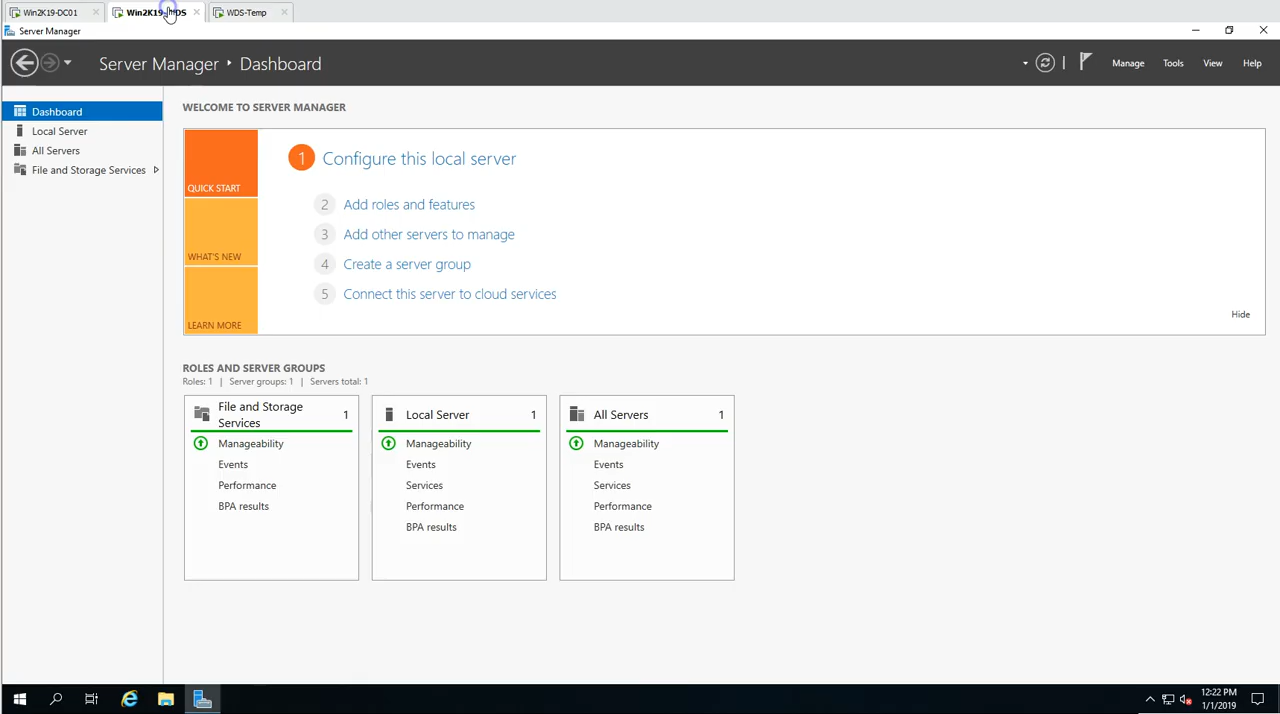 Win2K19-DC01
Win2K19-WDS
WDS-Temp
Server Manager
Server Manager ‣ Dashboard
Manage
Tools
View
Help
Dashboard
Local Server
All Servers
File and Storage Services
WELCOME TO SERVER MANAGER
QUICK START
WHAT'S NEW
LEARN MORE
1 Configure this local server
2 Add roles and features
3 Add other servers to manage
4 Create a server group
5 Connect this server to cloud services
Hide
ROLES AND SERVER GROUPS
Roles: 1 | Server groups: 1 | Servers total: 1
File and Storage
Services
1
Manageability
Events
Performance
BPA results
Local Server 1
Manageability
Events
Services
Performance
BPA results
All Servers 1
Manageability
Events
Services
Performance
BPA results
12:22 PM
1/1/2019